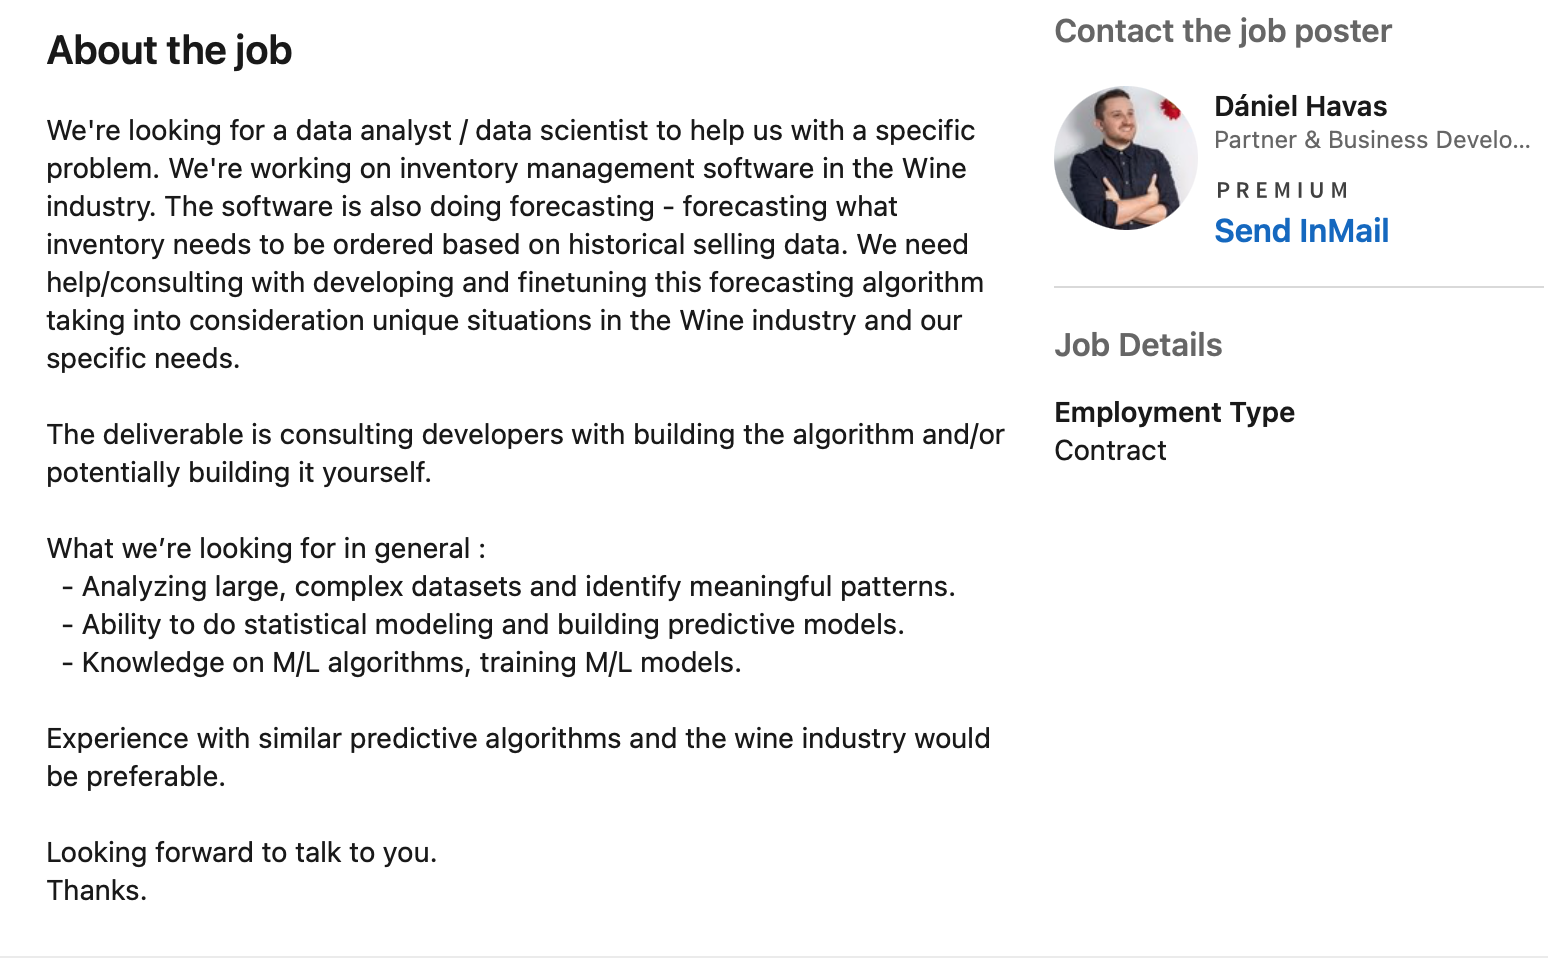 About the job
We're looking for a data analyst / data scientist to help us with a specific
problem. We're working on inventory management software in the Wine
industry. The software is also doing forecasting - forecasting what
inventory needs to be ordered based on historical selling data. We need
help/consulting with developing and finetuning this forecasting algorithm
taking into consideration unique situations in the Wine industry and our
specific needs.
The deliverable is consulting developers with building the algorithm and/or
potentially building it yourself.
What we’re looking for in general :
- Analyzing large, complex datasets and identify meaningful patterns.
- Ability to do statistical modeling and building predictive models.
- Knowledge on M/L algorithms, training M/L models.
Experience with similar predictive algorithms and the wine industry would
be preferable.
Looking forward to talk to you.
Thanks.
Contact the job poster
Dániel Havas
Partner & Business Develo...
PREMIUM
Send InMail
Job Details
Employment Type
Contract